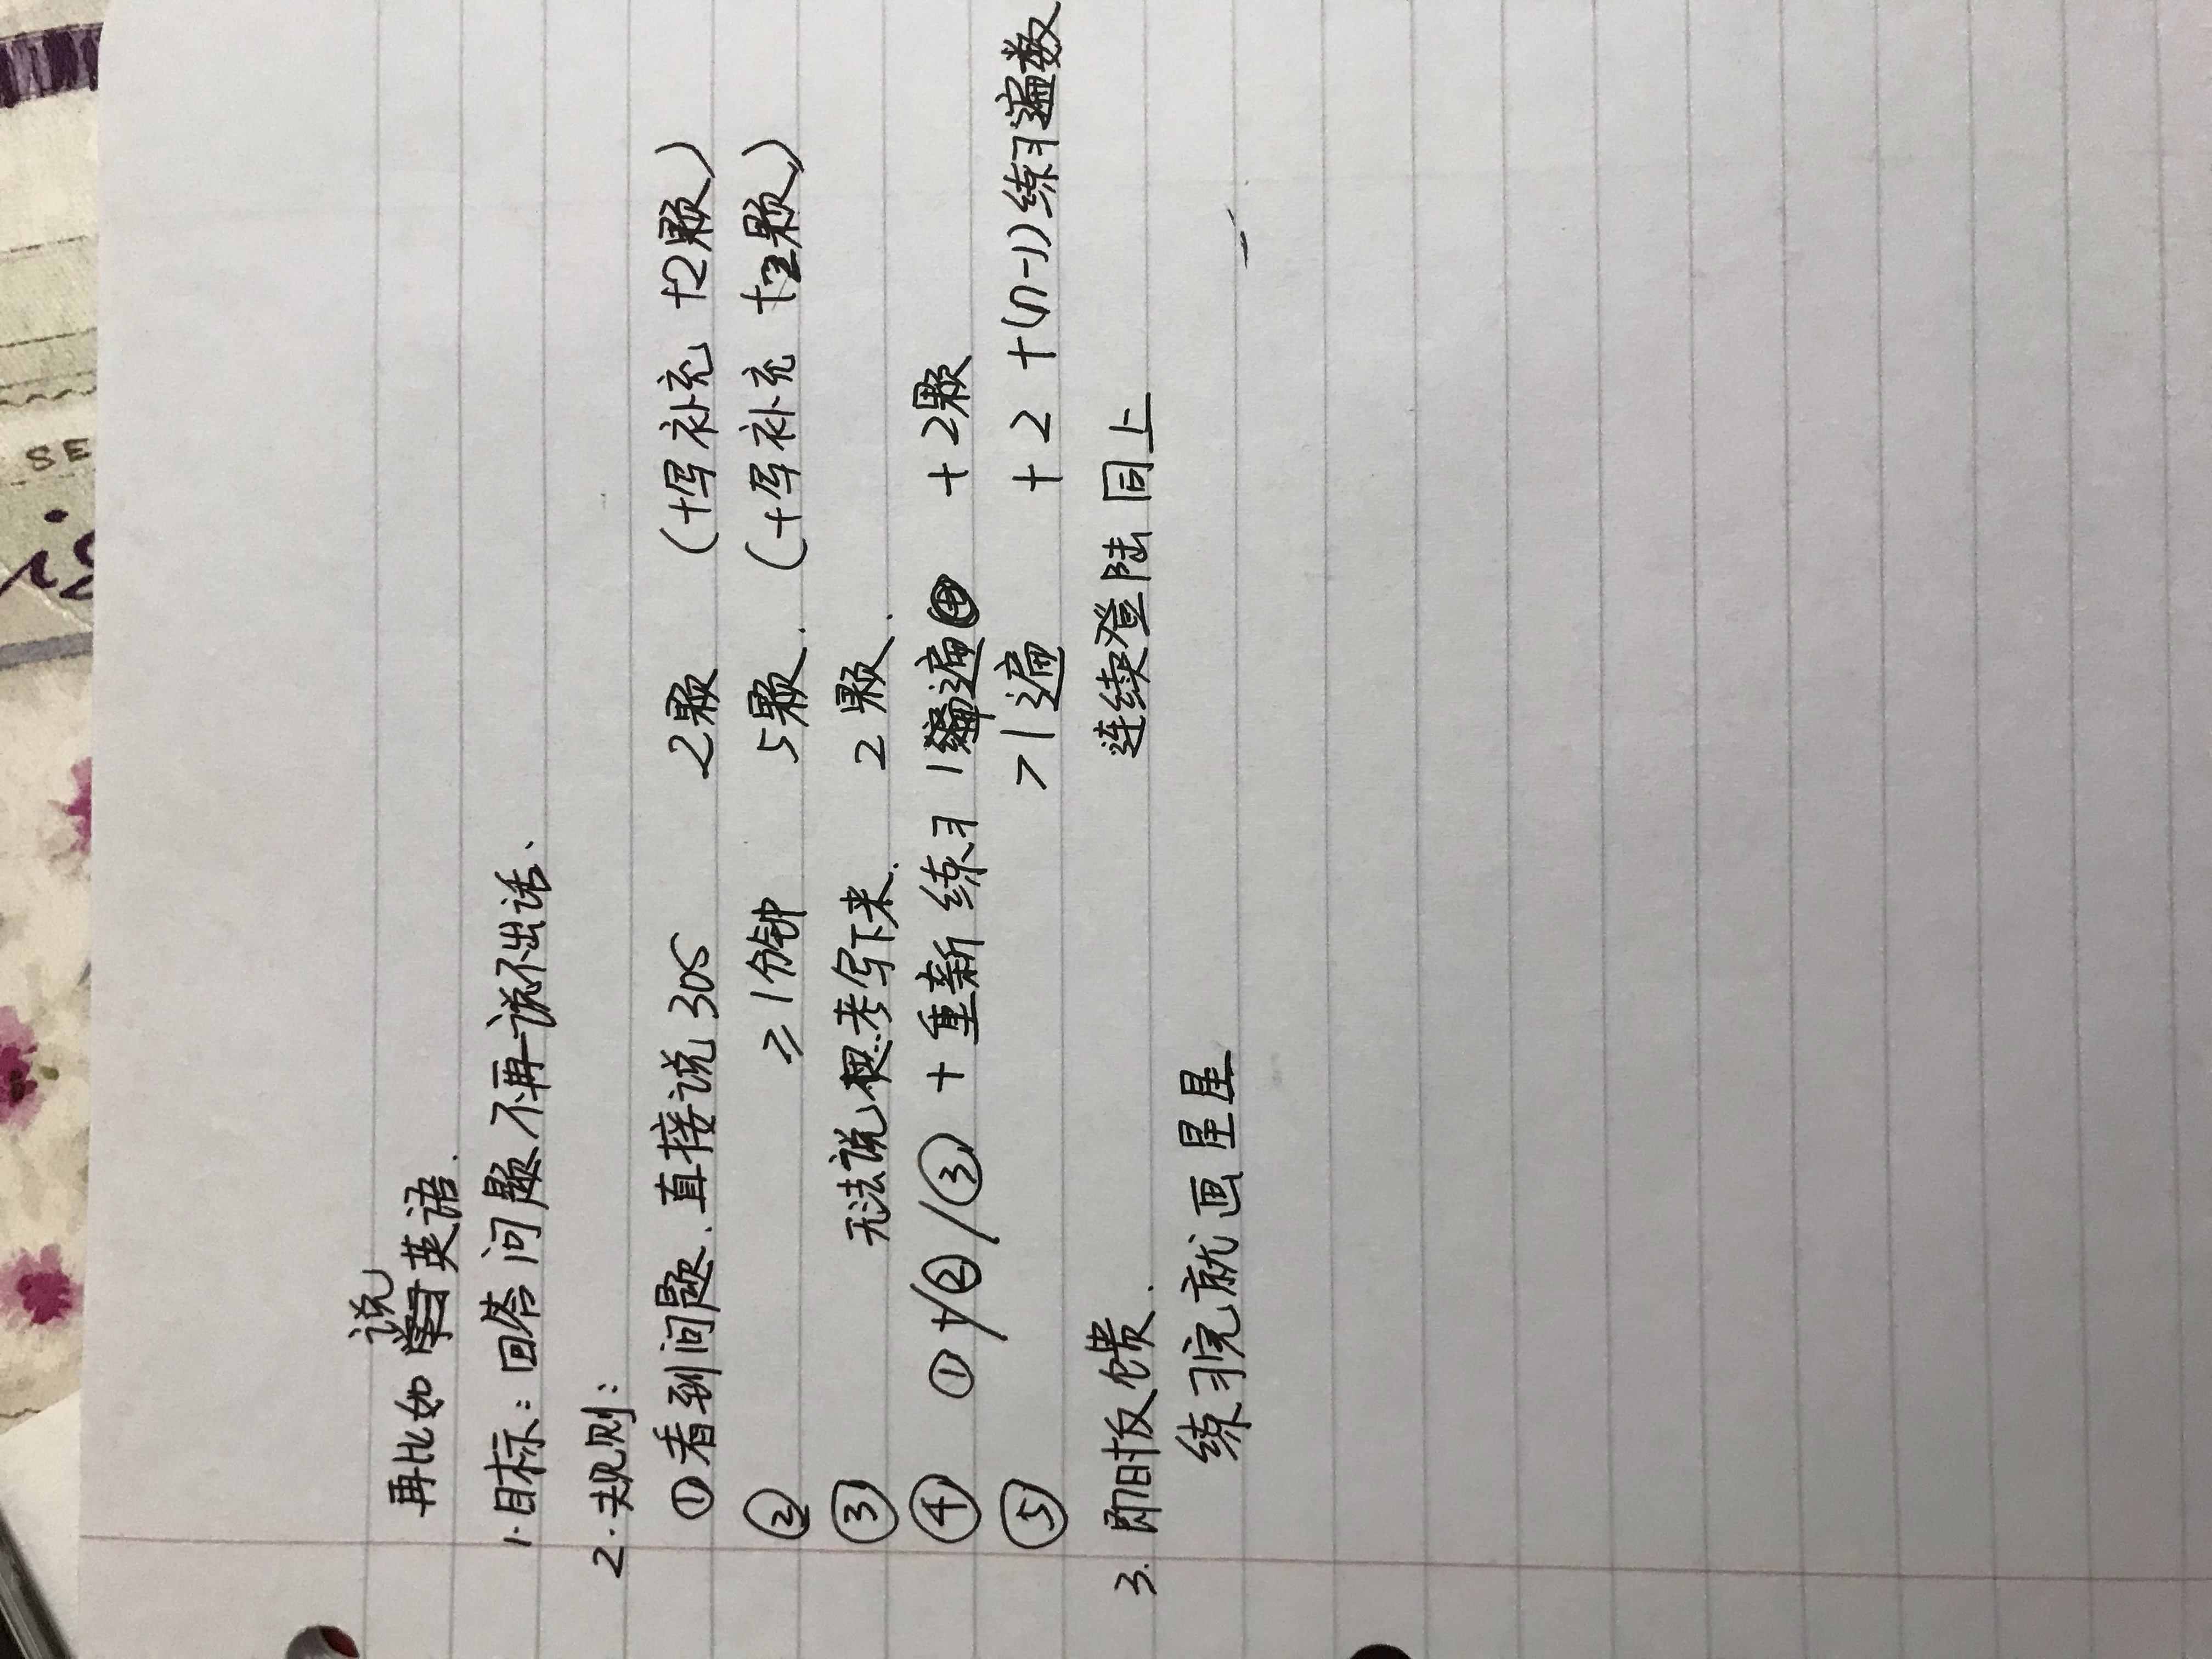 SE
说
再比如 英语.
1.目标：回答问题不再说不出话.
2.规则：
①看到问题.直接说30s 2颗 (+写补充 +2颗)
② ≥1分钟 5颗. (+写补充 +2颗)
③ 无法说思考写下来. 2颗.
④ ①/②/③ +重新练习1遍 +2颗
⑤ >1遍 +2 +(n-1)练习遍数
3.即时反馈. 连续登陆 同上
练习完就画星星